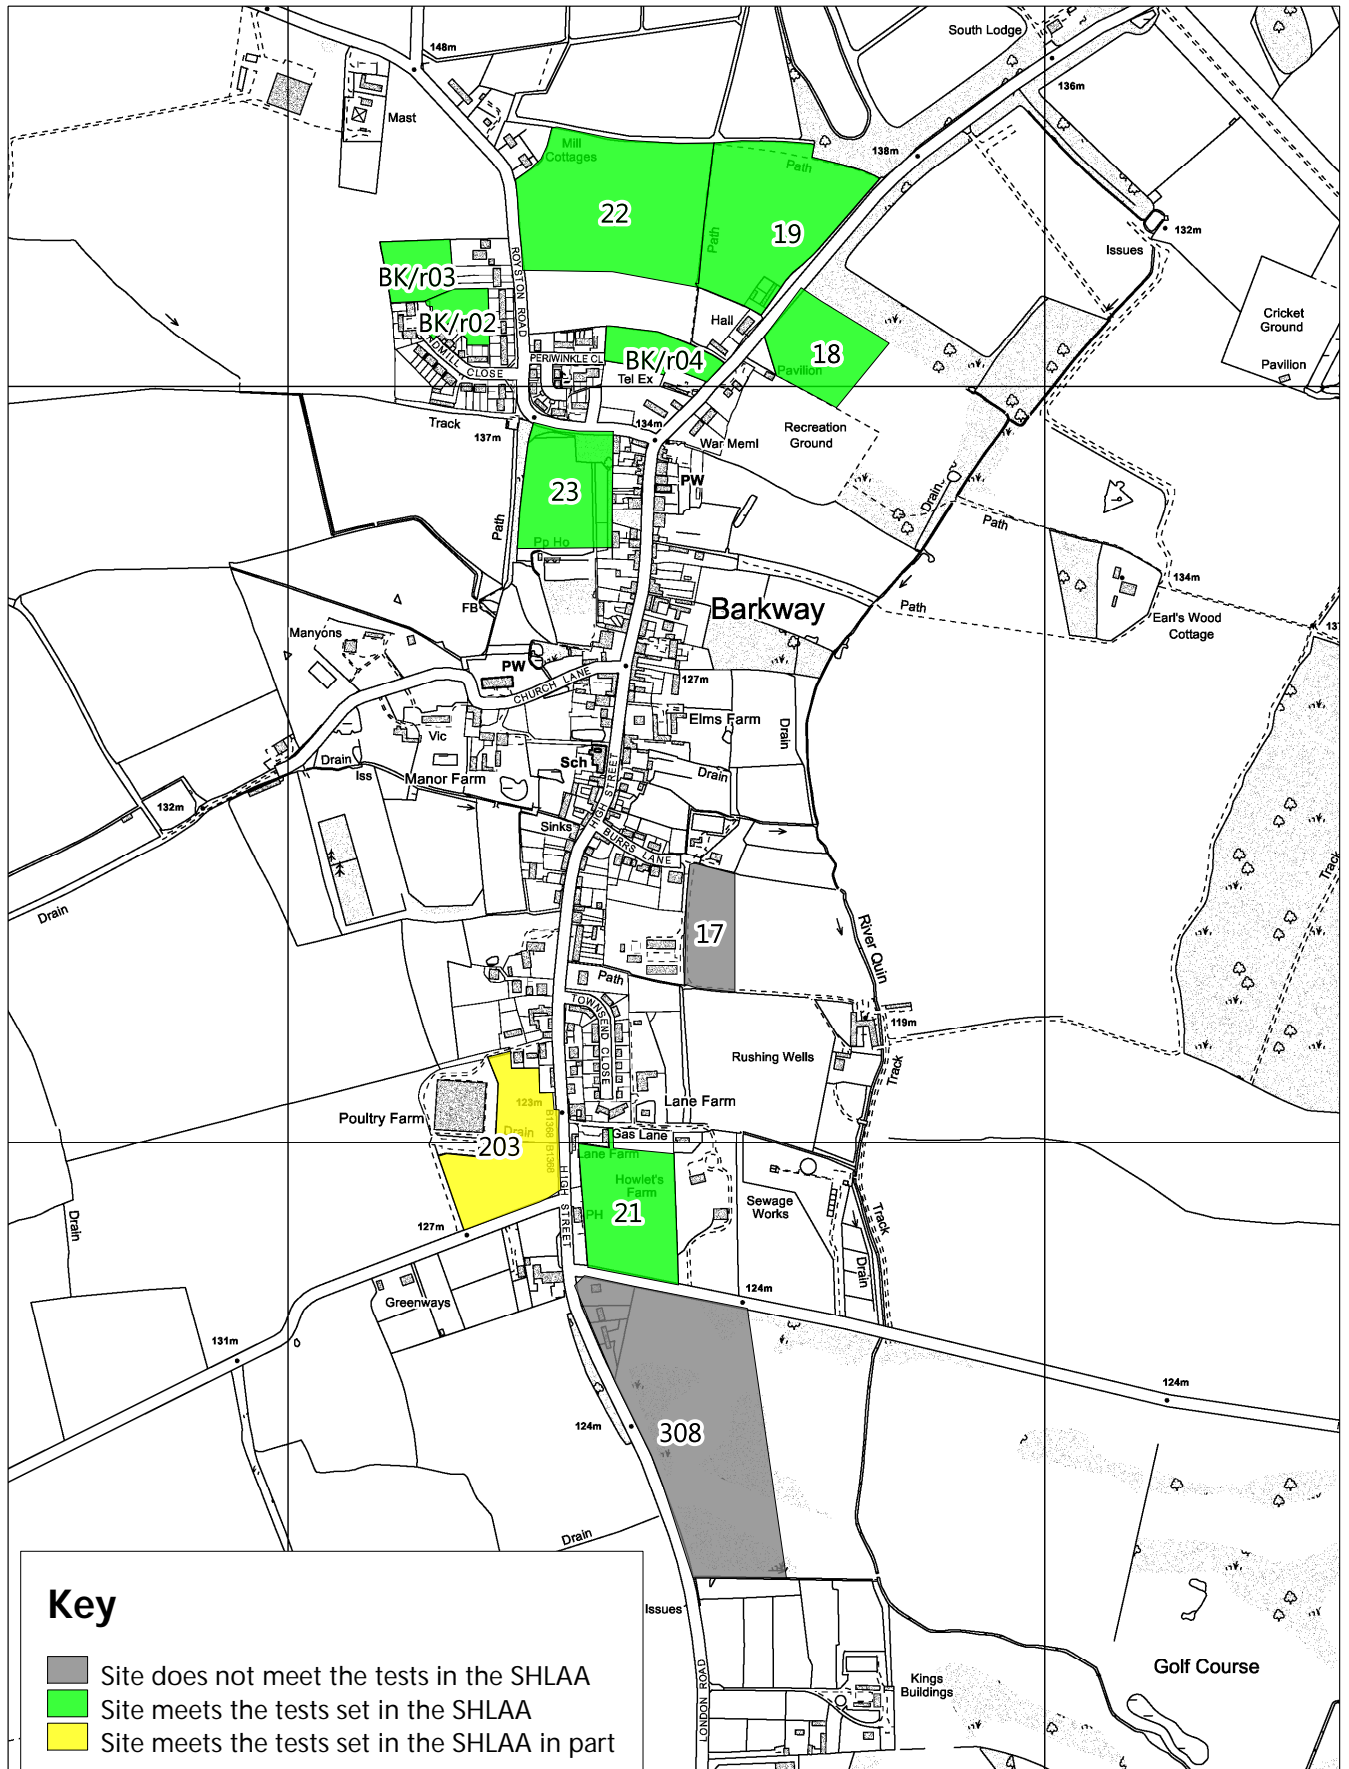 South Lodge
148m
136m
Mast
Mill
Cottages
138m
Path
22
19
Path
132m
Issues
ROYSTON ROAD
BK/r03
BK/r02
Hall
Cricket
Ground
BK/r04
18
PERIWINKLE CL
Pavilion
Pavilion
CLOSE
Tel Ex
Track
137m
134m
War Meml
Recreation
Ground
23
PW
Drain
Path
Path
Pp Ho
134m
FB
Barkway
Path
Earl's Wood
Cottage
Manyons
PW
CHURCH LANE
127m
Vic
Elms Farm
Drain
Drain
Iss
Manor Farm
Sch
Drain
HIGH STREET
132m
Sinks
BURRS LANE
Track
Drain
17
River Quin
Path
TOWNSEND CLOSE
119m
Rushing Wells
Track
Poultry Farm
123m
Lane Farm
Drain
B1368
B1368
203
Gas Lane
Lane Farm
Howlet's
Farm
HIGH STREET
PH
21
Sewage
Works
Track
Drain
127m
Drain
Greenways
124m
131m
124m
124m
308
Drain
Issues
Golf Course
LONDON ROAD
Kings
Buildings
Key
Site does not meet the tests in the SHLAA
Site meets the tests set in the SHLAA
Site meets the tests set in the SHLAA in part